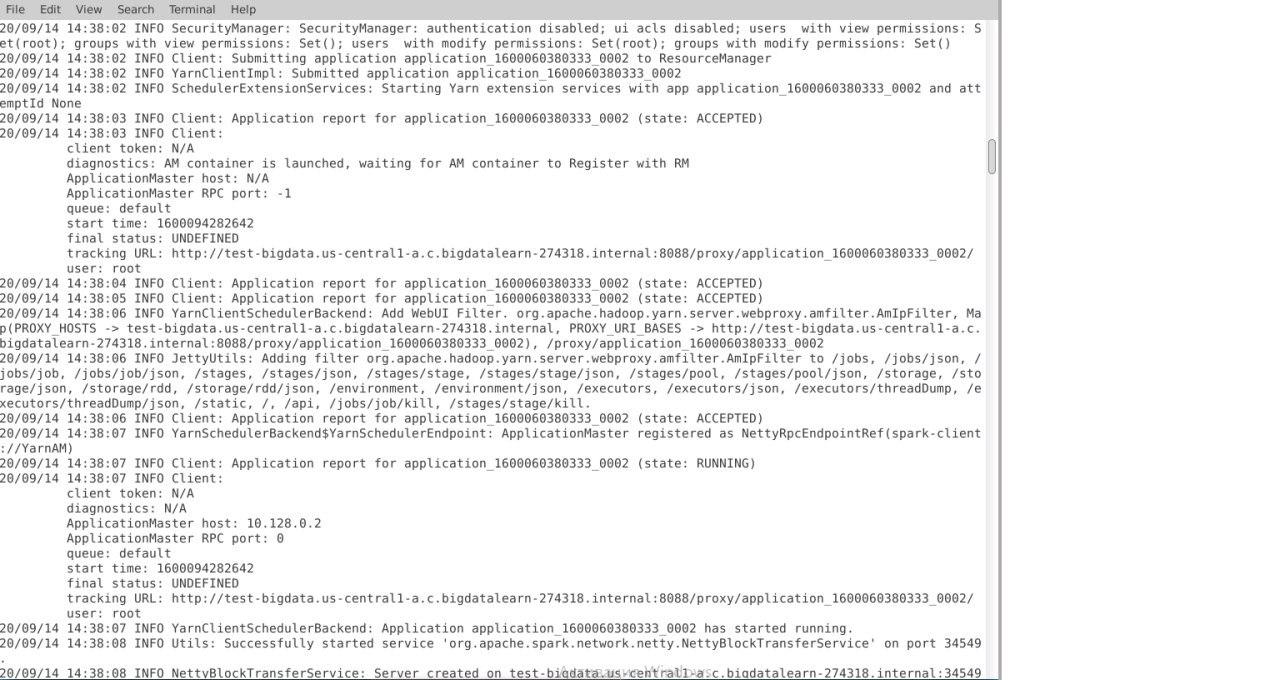 File Edit View Search Terminal Help
20/09/14 14:38:02 INFO SecurityManager: SecurityManager: authentication disabled; ui acls disabled; users  with view permissions: S
et(root); groups with view permissions: Set(); users  with modify permissions: Set(root); groups with modify permissions: Set()
20/09/14 14:38:02 INFO Client: Submitting application application_1600060380333_0002 to ResourceManager
20/09/14 14:38:02 INFO YarnClientImpl: Submitted application application_1600060380333_0002
20/09/14 14:38:02 INFO SchedulerExtensionServices: Starting Yarn extension services with app application_1600060380333_0002 and att
emptId None
20/09/14 14:38:03 INFO Client: Application report for application_1600060380333_0002 (state: ACCEPTED)
20/09/14 14:38:03 INFO Client:
client token: N/A
diagnostics: AM container is launched, waiting for AM container to Register with RM
ApplicationMaster host: N/A
ApplicationMaster RPC port: -1
queue: default
start time: 1600094282642
final status: UNDEFINED
tracking URL: http://test-bigdata.us-central1-a.c.bigdatalearn-274318.internal:8088/proxy/application_1600060380333_0002/
user: root
20/09/14 14:38:04 INFO Client: Application report for application_1600060380333_0002 (state: ACCEPTED)
20/09/14 14:38:05 INFO Client: Application report for application_1600060380333_0002 (state: ACCEPTED)
20/09/14 14:38:06 INFO YarnClientSchedulerBackend: Add WebUI Filter. org.apache.hadoop.yarn.server.webproxy.amfilter.AmIpFilter, Ma
p(PROXY_HOSTS -> test-bigdata.us-central1-a.c.bigdatalearn-274318.internal, PROXY_URI_BASES -> http://test-bigdata.us-central1-a.c.
bigdatalearn-274318.internal:8088/proxy/application_1600060380333_0002), /proxy/application_1600060380333_0002
20/09/14 14:38:06 INFO JettyUtils: Adding filter org.apache.hadoop.yarn.server.webproxy.amfilter.AmIpFilter to /jobs, /jobs/json, /
jobs/job, /jobs/job/json, /stages, /stages/json, /stages/stage, /stages/stage/json, /stages/pool, /stages/pool/json, /storage, /sto
rage/json, /storage/rdd, /storage/rdd/json, /environment, /environment/json, /executors, /executors/json, /executors/threadDump, /e
xecutors/threadDump/json, /static, /, /api, /jobs/job/kill, /stages/stage/kill.
20/09/14 14:38:06 INFO Client: Application report for application_1600060380333_0002 (state: ACCEPTED)
20/09/14 14:38:07 INFO YarnSchedulerBackend$YarnSchedulerEndpoint: ApplicationMaster registered as NettyRpcEndpointRef(spark-client
://YarnAM)
20/09/14 14:38:07 INFO Client: Application report for application_1600060380333_0002 (state: RUNNING)
20/09/14 14:38:07 INFO Client:
client token: N/A
diagnostics: N/A
ApplicationMaster host: 10.128.0.2
ApplicationMaster RPC port: 0
queue: default
start time: 1600094282642
final status: UNDEFINED
tracking URL: http://test-bigdata.us-central1-a.c.bigdatalearn-274318.internal:8088/proxy/application_1600060380333_0002/
user: root
20/09/14 14:38:07 INFO YarnClientSchedulerBackend: Application application_1600060380333_0002 has started running.
20/09/14 14:38:08 INFO Utils: Successfully started service 'org.apache.spark.network.netty.NettyBlockTransferService' on port 34549
.
20/09/14 14:38:08 INFO NettyBlockTransferService: Server created on test-bigdata.us-central1-a.c.bigdatalearn-274318.internal:34549
Активация Windows